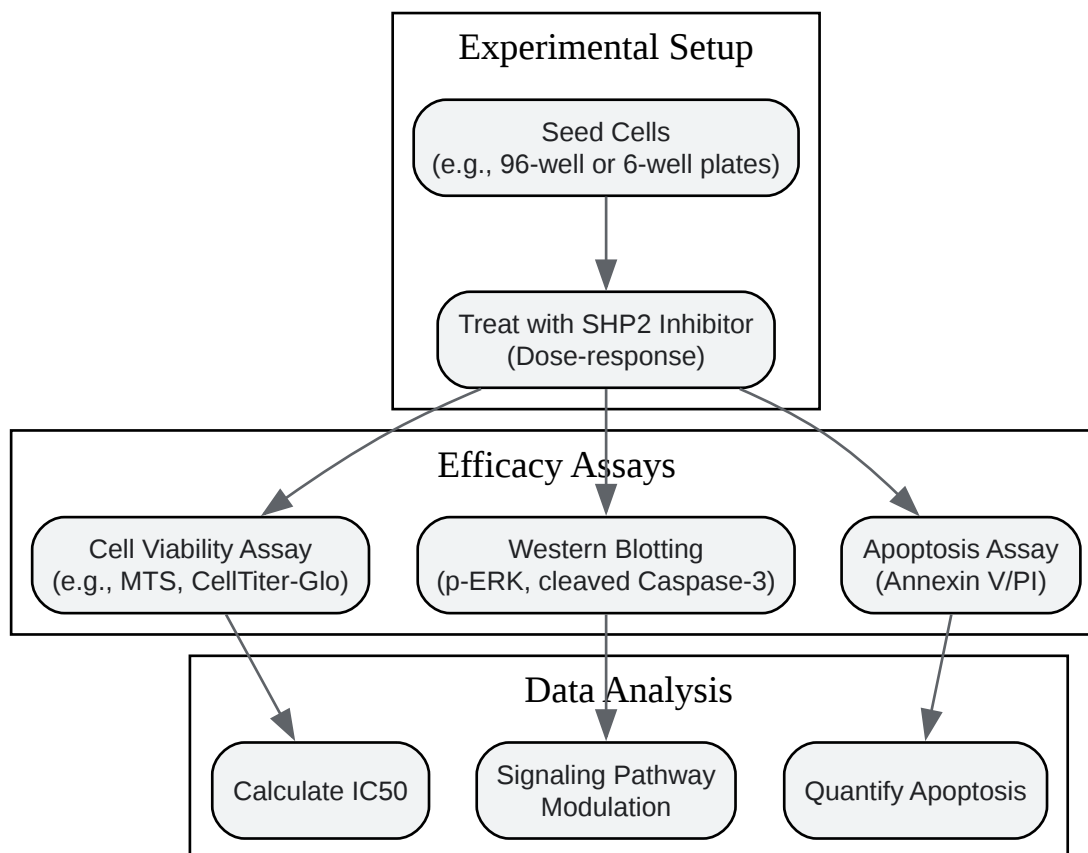 Experimental Setup
Seed Cells
(e.g., 96-well or 6-well plates)
Treat with SHP2 Inhibitor
(Dose-response)
Efficacy Assays
Cell Viability Assay
(e.g., MTS, CellTiter-Glo)
Western Blotting
(p-ERK, cleaved Caspase-3)
Apoptosis Assay
(Annexin V/PI)
Data Analysis
Calculate IC50
Signaling Pathway
Modulation
Quantify Apoptosis